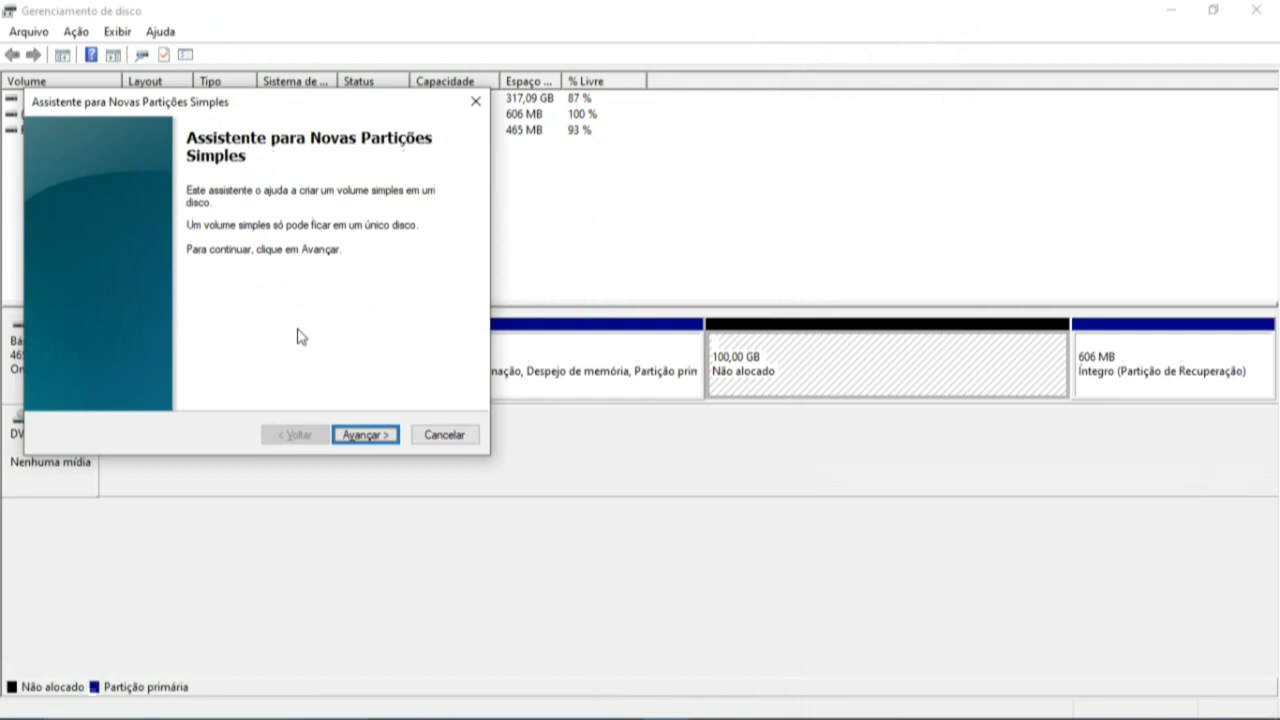 Gerenciamento de disco
Arquivo Ação Exibir Ajuda
Volume Layout Tipo Sistema de ... Status Capacidade Espaço ... % Livre
317,09 GB 87 %
606 MB 100 %
465 MB 93 %
Assistente para Novas Partições Simples
Assistente para Novas Partições
Simples
Este assistente o ajuda a criar um volume simples em um
disco.
Um volume simples só pode ficar em um único disco.
Para continuar, clique em Avançar.
< Voltar Avançar > Cancelar
Bá
46
On
nação, Despejo de memória, Partição prin
100,00 GB
Não alocado
606 MB
Íntegro (Partição de Recuperação)
DV
Nenhuma mídia
Não alocado Partição primária